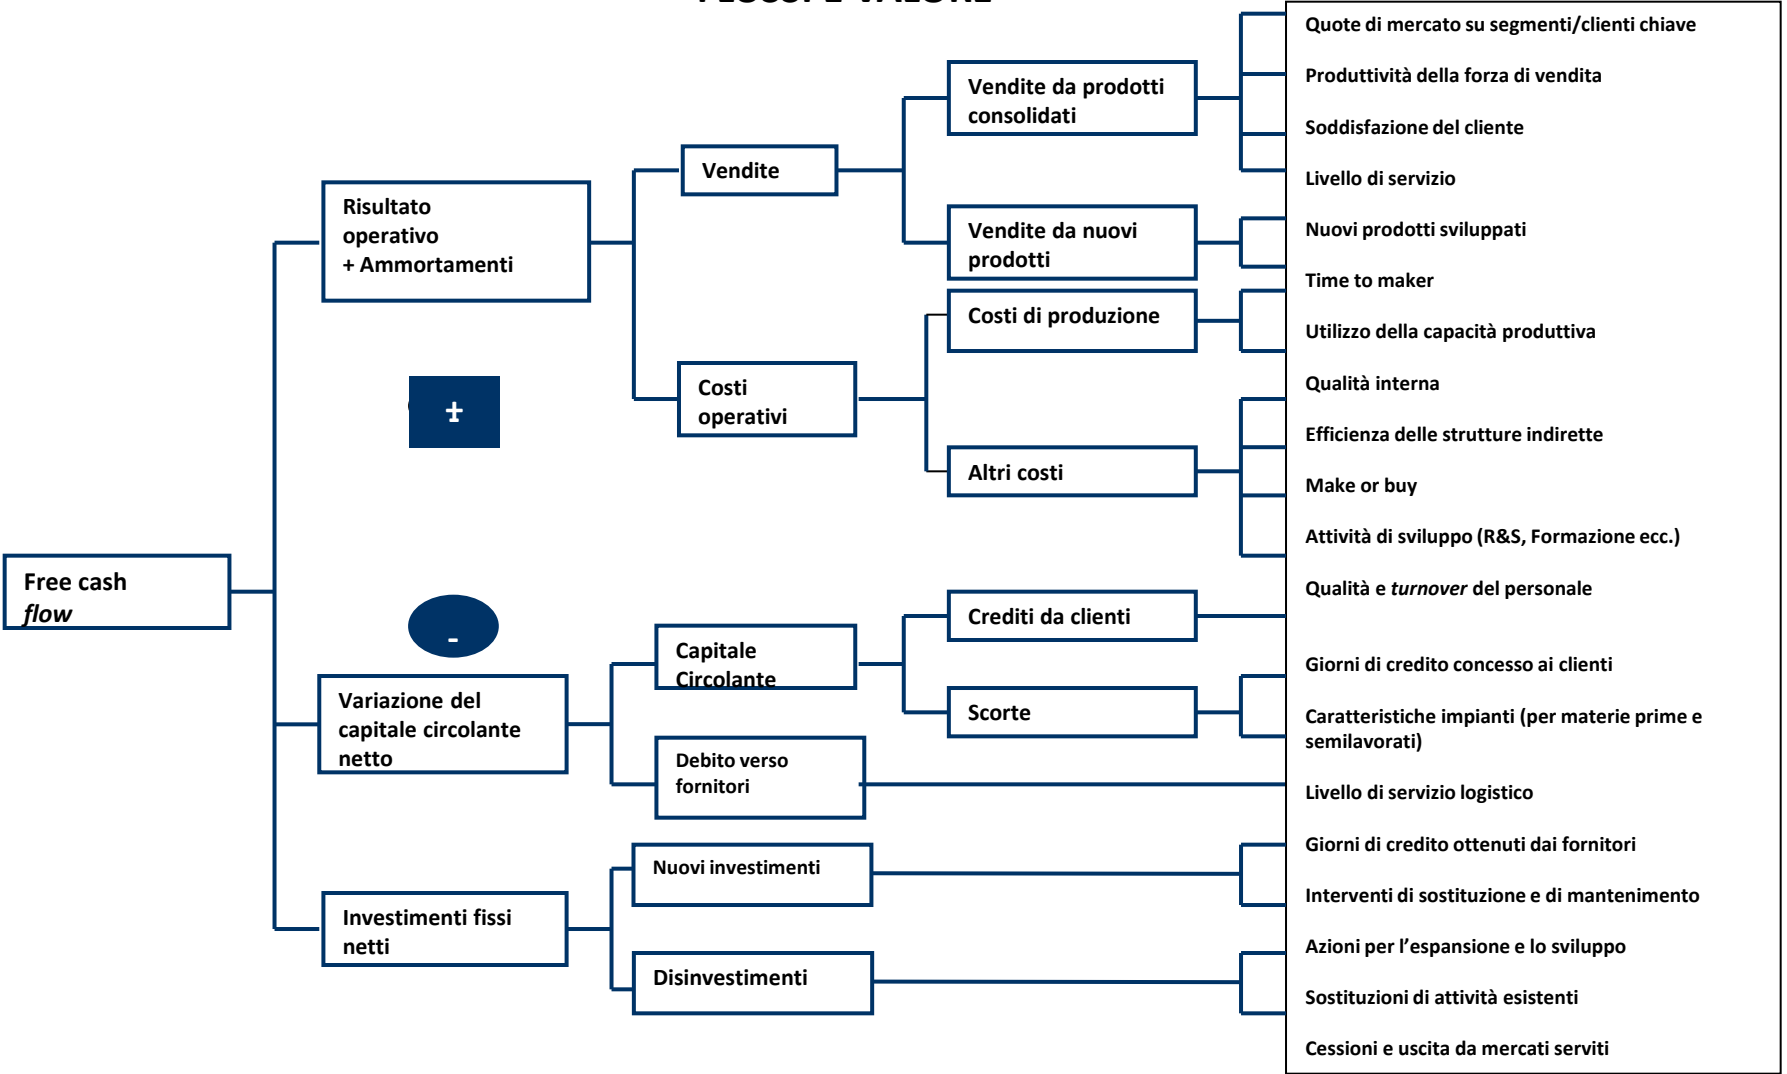 VALORE
Quote di mercato su segmenti/clienti chiave
Produttività della forza di vendita
Soddisfazione del cliente
Livello di servizio
Nuovi prodotti sviluppati
Time to maker
Utilizzo della capacità produttiva
Qualità interna
Efficienza delle strutture indirette
Make or buy
Attività di sviluppo (R&S, Formazione ecc.)
Qualità e turnover del personale
Giorni di credito concesso ai clienti
Caratteristiche impianti (per materie prime e
semilavorati)
Livello di servizio logistico
Giorni di credito ottenuti dai fornitori
Interventi di sostituzione e di mantenimento
Azioni per l’espansione e lo sviluppo
Sostituzioni di attività esistenti
Cessioni e uscita da mercati serviti
Vendite da prodotti
consolidati
Vendite
Risultato
operativo
+ Ammortamenti
Vendite da nuovi
prodotti
Costi di produzione
Costi
operativi
±
Altri costi
Free cash
flow
-
Crediti da clienti
Capitale
Circolante
Variazione del
capitale circolante
netto
Scorte
Debito verso
fornitori
Nuovi investimenti
Investimenti fissi
netti
Disinvestimenti